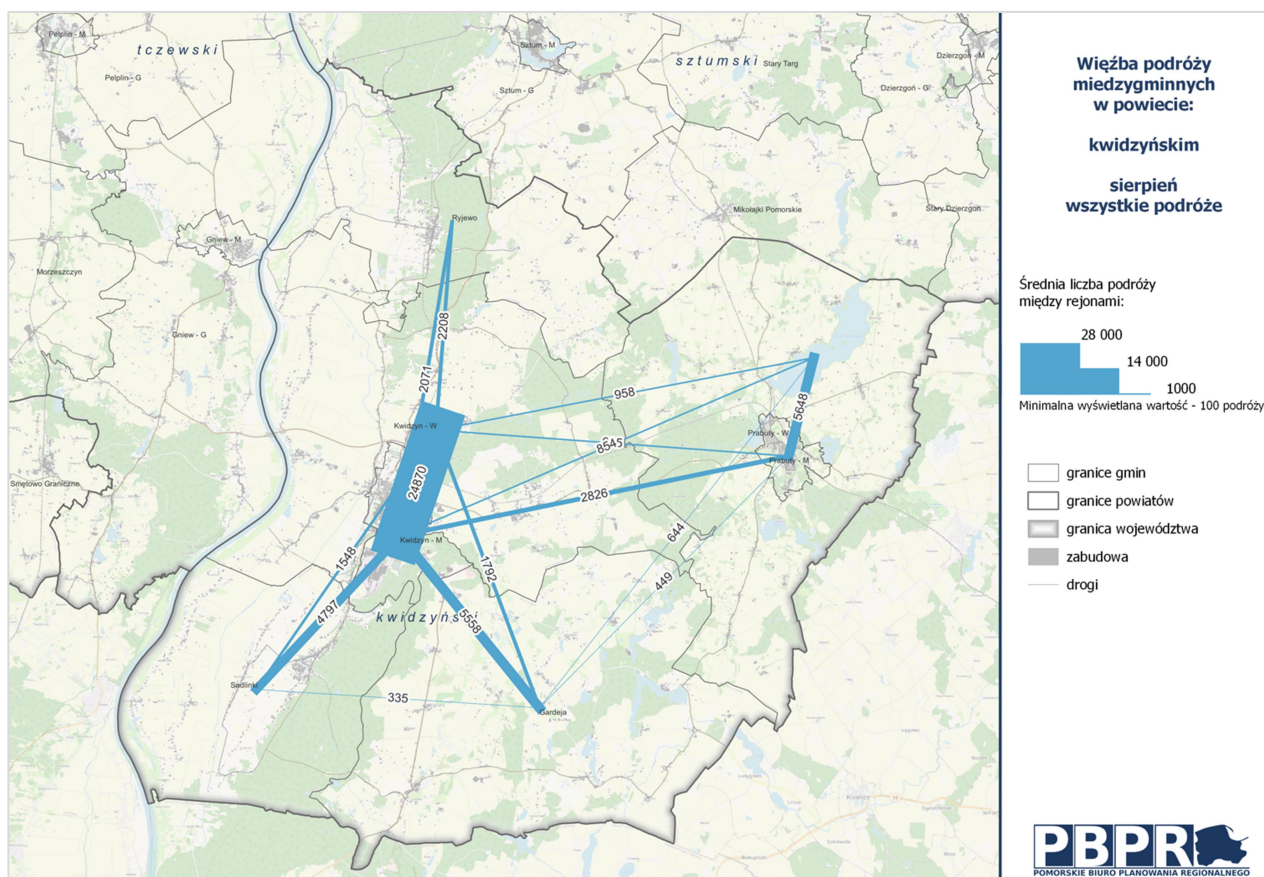 Pelplin - M
tczewski
Pelplin - G
Sztum - M
sztumski
Stary Targ
Dzierzgoń - M
Dzierzgoń - G
Sztum - G
Ryjewo
Mikołajki Pomorskie
Stary Dzierzgoń
Gniew - M
Morzeszczyn
Gniew - G
2208
2071
958
5648
Kwidzyn - W
Prabuty - W
Prabuty - M
24870
2826
Smętowo Graniczne
Kwidzyn - M
644
1548
1792
449
4797
kwidzyński
5558
Sadlinki
335
Gardeja
Więźba podróży
miedzygminnych
w powiecie:
kwidzyńskim
sierpień
wszystkie podróże
Średnia liczba podróży
między rejonami:
28 000
14 000
1000
Minimalna wyświetlana wartość - 100 podróży
granice gmin
granice powiatów
granica województwa
zabudowa
drogi
PBPR
POMORSKIE BIURO PLANOWANIA REGIONALNEGO